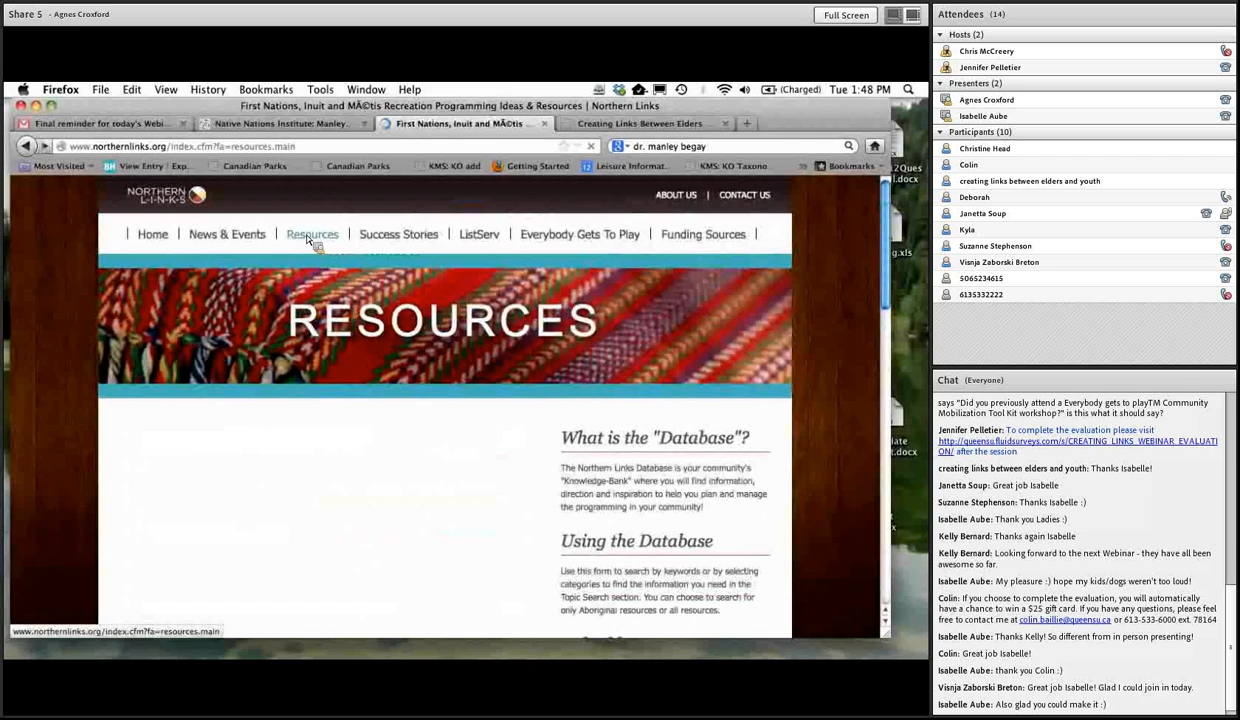 Share 5 - Agnes Croxford
Full Screen
Firefox File Edit View History Bookmarks Tools Window Help
(Charged) Tue 1:48 PM
First Nations, Inuit and MÃ©tis Recreation Programming Ideas & Resources | Northern Links
Final reminder for today's Webi...
Native Nations Institute: Manley...
First Nations, Inuit and MÃ©tis ...
Creating Links Between Elders ...
www.northernlinks.org/index.cfm?fa=resources.main
dr. manley begay
Most Visited
View Entry | Exp...
Canadian Parks
Canadian Parks
KMS: KO add
Getting Started
Leisure Informat...
KMS: KO Taxono
Bookmarks
NORTHERN
L-I-N-K-S
ABOUT US | CONTACT US
| Home | News & Events | Resources | Success Stories | ListServ | Everybody Gets To Play | Funding Sources |
RESOURCES
What is the "Database"?
The Northern Links Database is your community's
"Knowledge-Bank" where you will find information,
direction and inspiration to help you plan and manage
the programming in your community!
Using the Database
Use this form to search by keywords or by selecting
categories to find the information you need in the
Topic Search section. You can choose to search for
only Aboriginal resources or all resources.
www.northernlinks.org/index.cfm?fa=resources.main
l.docx
g.xls
t.docx
Attendees (14)
Hosts (2)
Chris McCreery
Jennifer Pelletier
Presenters (2)
Agnes Croxford
Isabelle Aube
Participants (10)
Christine Head
Colin
creating links between elders and youth
Deborah
Janetta Soup
Kyla
Suzanne Stephenson
Visnja Zaborski Breton
5065234615
6135332222
Chat (Everyone)
says "Did you previously attend a Everybody gets to playTM Community
Mobilization Tool Kit workshop?" is this what it should say?
Jennifer Pelletier: To complete the evaluation please visit
http://queensu.fluidsurveys.com/s/CREATING_LINKS_WEBINAR_EVALUATI
ON/ after the session
creating links between elders and youth: Thanks Isabelle!
Janetta Soup: Great job Isabelle
Suzanne Stephenson: Thanks Isabelle :)
Isabelle Aube: Thank you Ladies :)
Kelly Bernard: Thanks again Isabelle
Kelly Bernard: Looking forward to the next Webinar - they have all been
awesome so far.
Isabelle Aube: My pleasure :) hope my kids/dogs weren't too loud!
Colin: If you choose to complete the evaluation, you will automatically
have a chance to win a $25 gift card. If you have any questions, please feel
free to contact me at colin.baillie@queensu.ca or 613-533-6000 ext. 78164
Isabelle Aube: Thanks Kelly! So different from in person presenting!
Colin: Great job Isabelle!
Isabelle Aube: thank you Colin :)
Visnja Zaborski Breton: Great job Isabelle! Glad I could join in today.
Isabelle Aube: Also glad you could make it :)